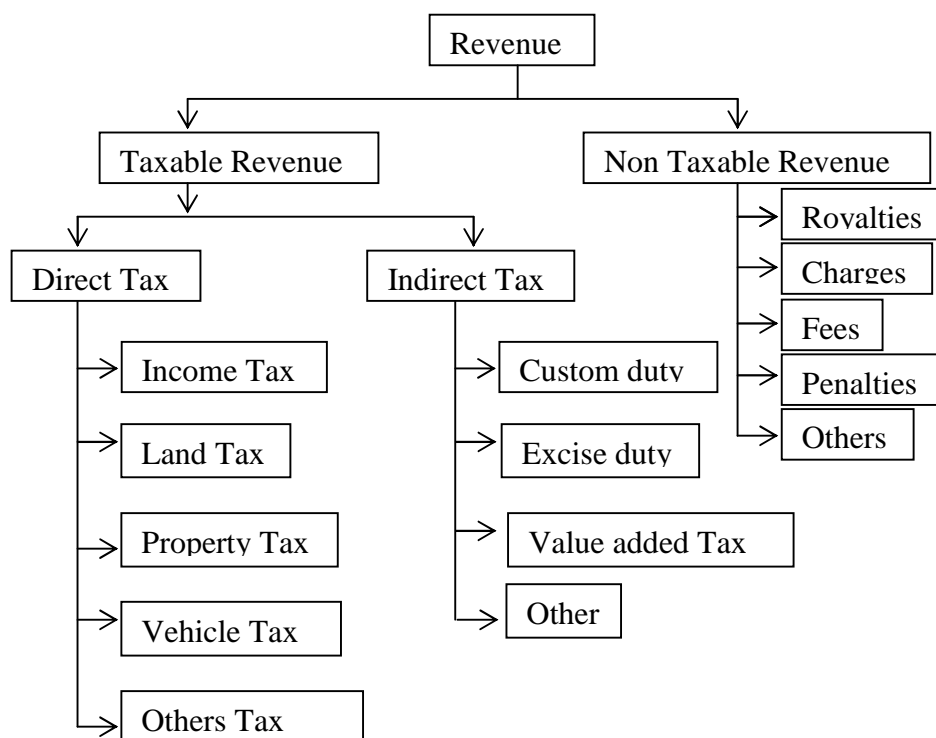 Revenue
Taxable Revenue
Non Taxable Revenue
Direct Tax
Indirect Tax
Income Tax
Land Tax
Property Tax
Vehicle Tax
Others Tax
Custom duty
Excise duty
Value added Tax
Other
Royalties
Charges
Fees
Penalties
Others